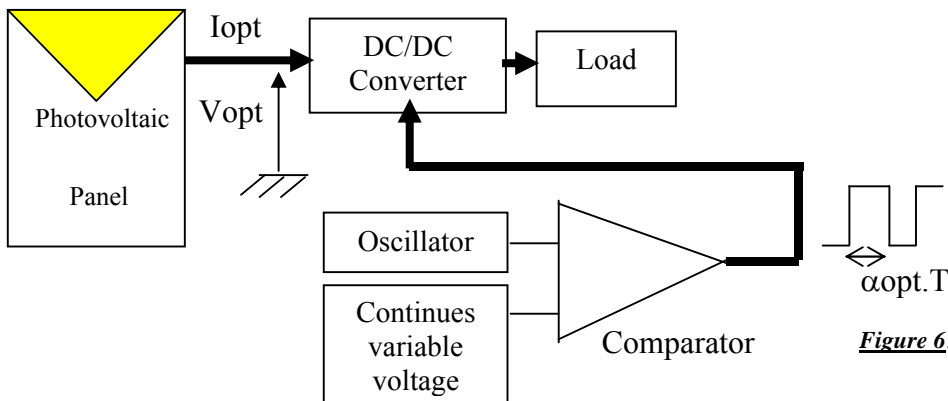 Iopt
DC/DC
Converter
Load
Photovoltaic
Vopt
Panel
Oscillator
αopt.T
Continues
variable
voltage
Comparator
Figure 6